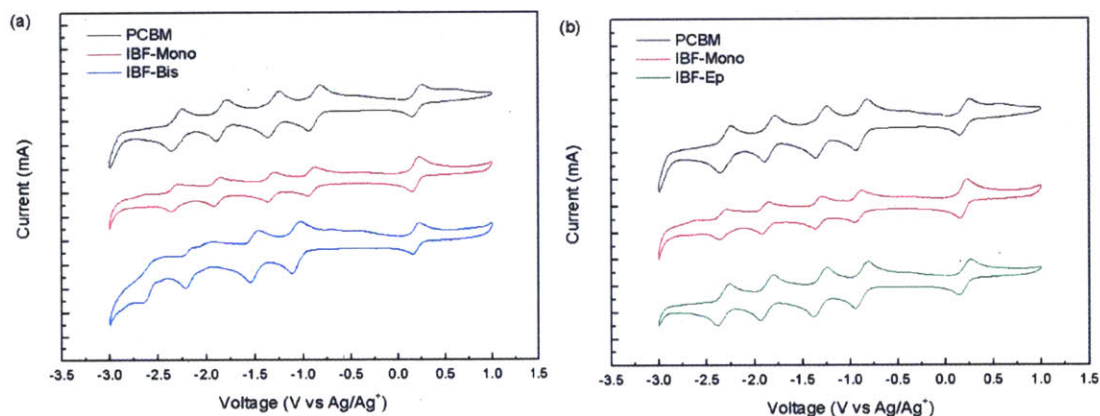 (a)
PCBM
IBF-Mono
IBF-Bis
Current (mA)
-3.5 -3.0 -2.5 -2.0 -1.5 -1.0 -0.5 0.0 0.5 1.0 1.5
Voltage (V vs Ag/Ag⁺)
(b)
PCBM
IBF-Mono
IBF-Ep
Current (mA)
-3.5 -3.0 -2.5 -2.0 -1.5 -1.0 -0.5 0.0 0.5 1.0 1.5
Voltage (V vs Ag/Ag⁺)